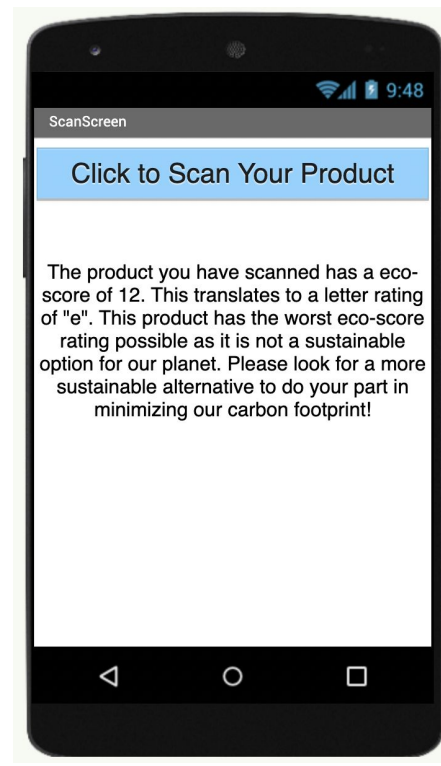 9:48
ScanScreen
Click to Scan Your Product
The product you have scanned has a eco-
score of 12. This translates to a letter rating
of "e". This product has the worst eco-score
rating possible as it is not a sustainable
option for our planet. Please look for a more
sustainable alternative to do your part in
minimizing our carbon footprint!